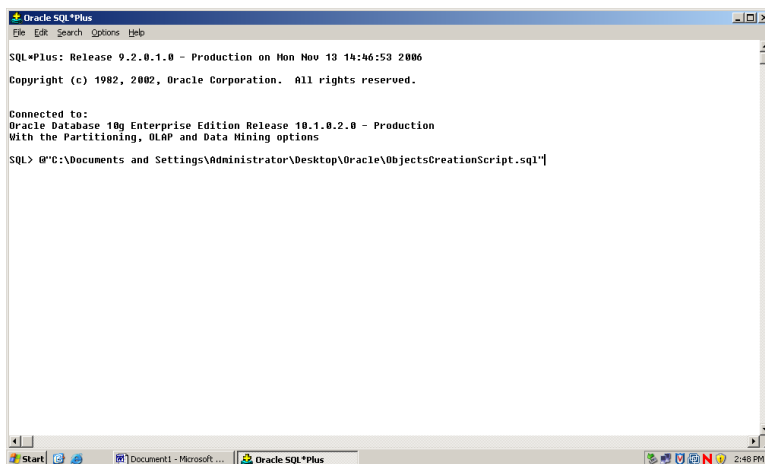 Oracle SQL*Plus
File Edit Search Options Help
SQL*Plus: Release 9.2.0.1.0 - Production on Mon Nov 13 14:46:53 2006
Copyright (c) 1982, 2002, Oracle Corporation.  All rights reserved.
Connected to:
Oracle Database 10g Enterprise Edition Release 10.1.0.2.0 - Production
With the Partitioning, OLAP and Data Mining options
SQL> @"C:\Documents and Settings\Administrator\Desktop\Oracle\ObjectsCreationScript.sql"
Start Document1 - Microsoft ... Oracle SQL*Plus N 2:48 PM